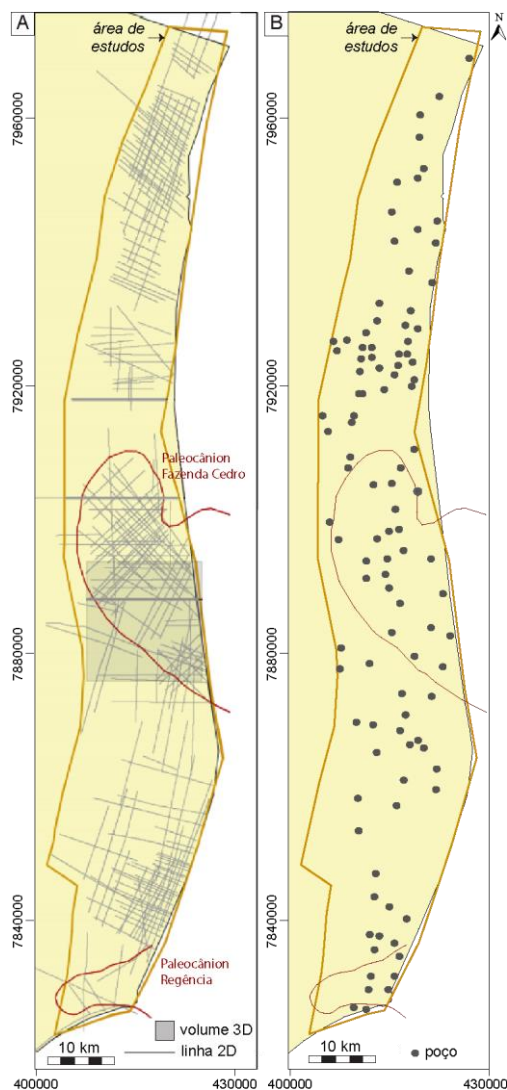 A
área de
estudos
7960000
7920000
Paleocânion
Fazenda Cedro
7880000
7840000
Paleocânion
Regência
volume 3D
10 km
linha 2D
400000
430000
B
área de
estudos
430000
N
7960000
7920000
7880000
7840000
10 km
poço
400000